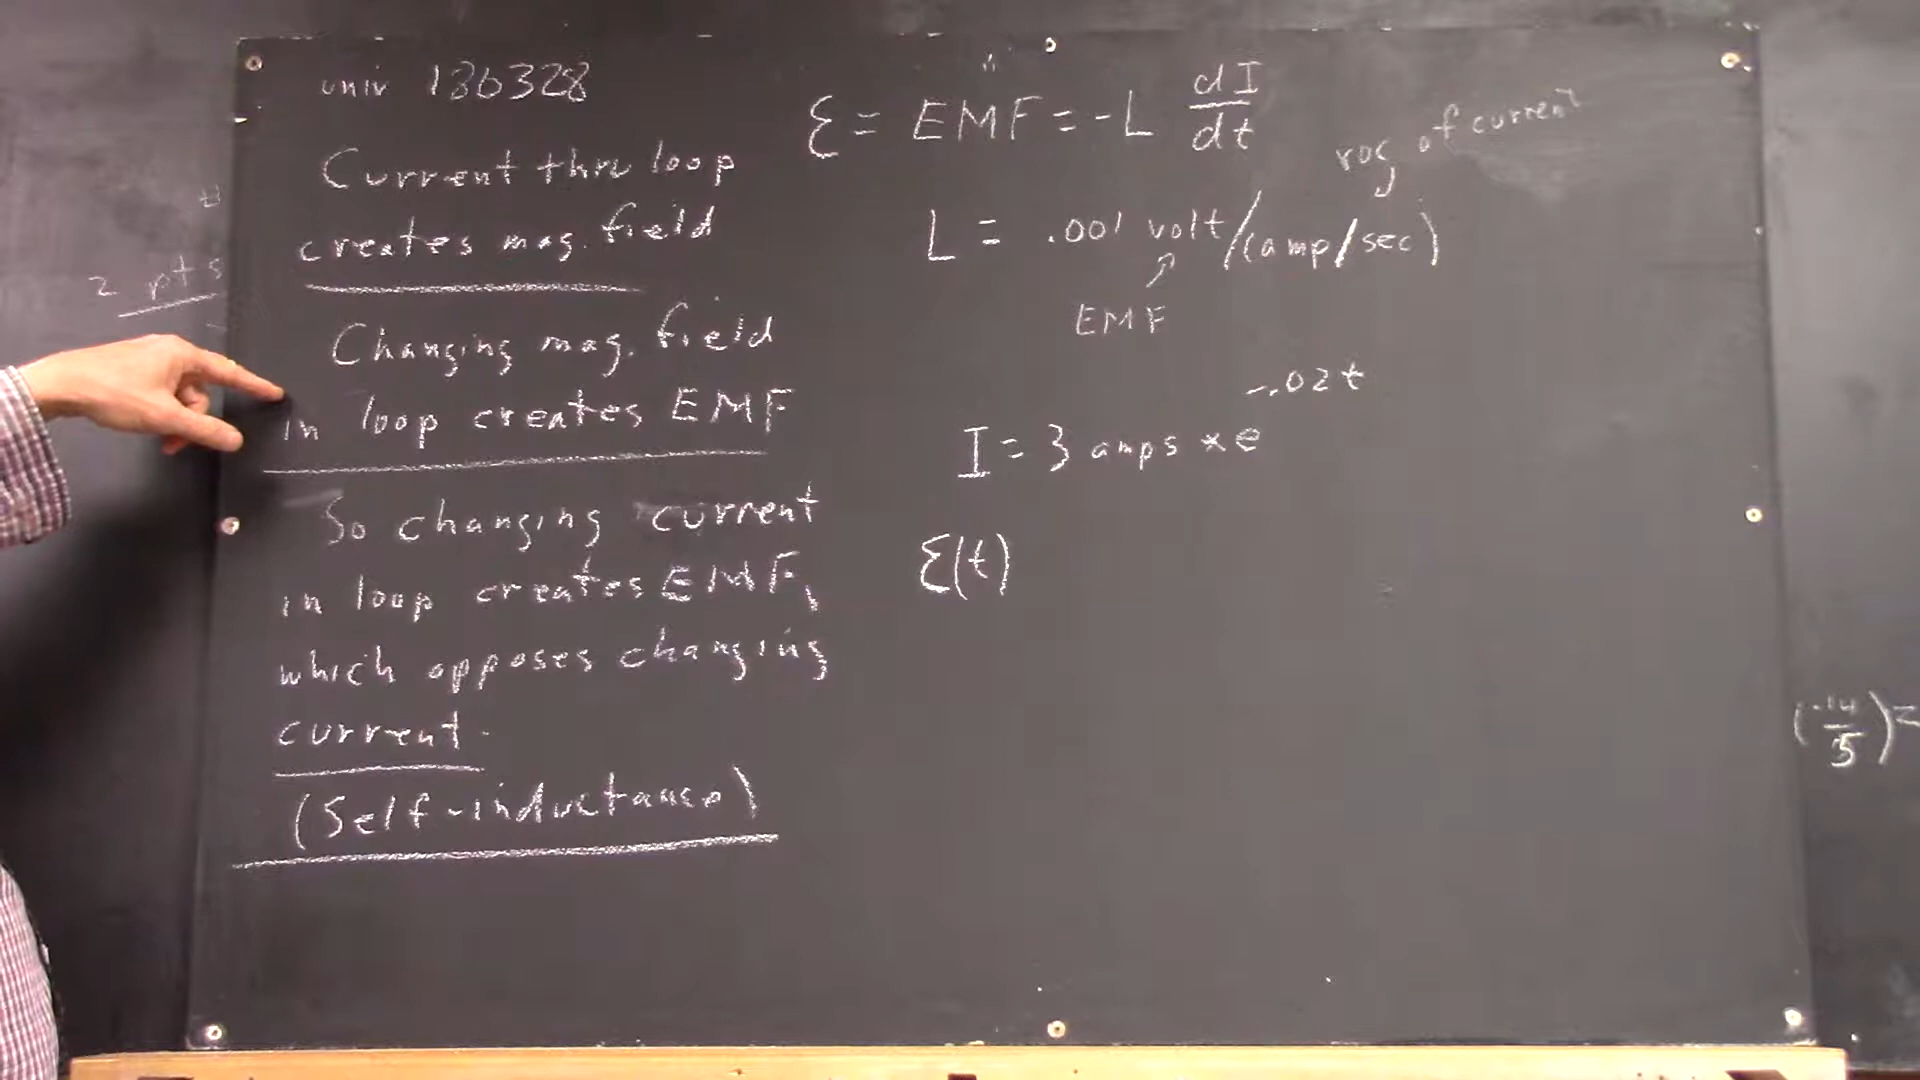 univ 186328
Current thru loop
creates mag. field
Changing mag. field
in loop creates EMF
So changing current
in loop creates EMF,
which opposes changing
current.
(Self-inductance)
2 pts
ℰ = EMF = -L dI/dt
roc of current
L = .001 volt/(amp/sec)
EMF
I = 3 amps * e^-.02t
ℰ(t)
(-14/5)=